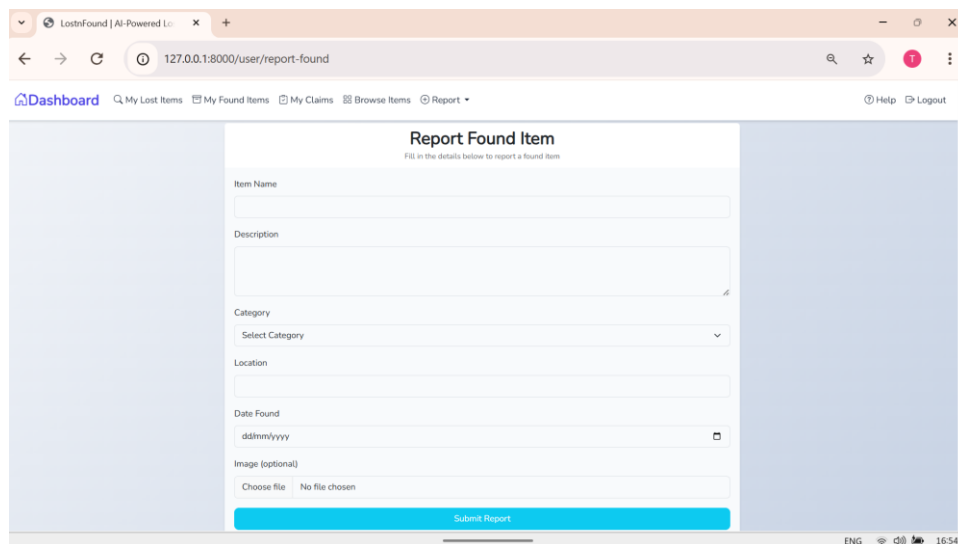 LostnFound | AI-Powered Lo
127.0.0.1:8000/user/report-found
T
Dashboard My Lost Items My Found Items My Claims Browse Items Report Help Logout
Report Found Item
Fill in the details below to report a found item
Item Name
Description
Category
Select Category
Location
Date Found
dd/mm/yyyy
Image (optional)
Choose file No file chosen
Submit Report
ENG 16:54